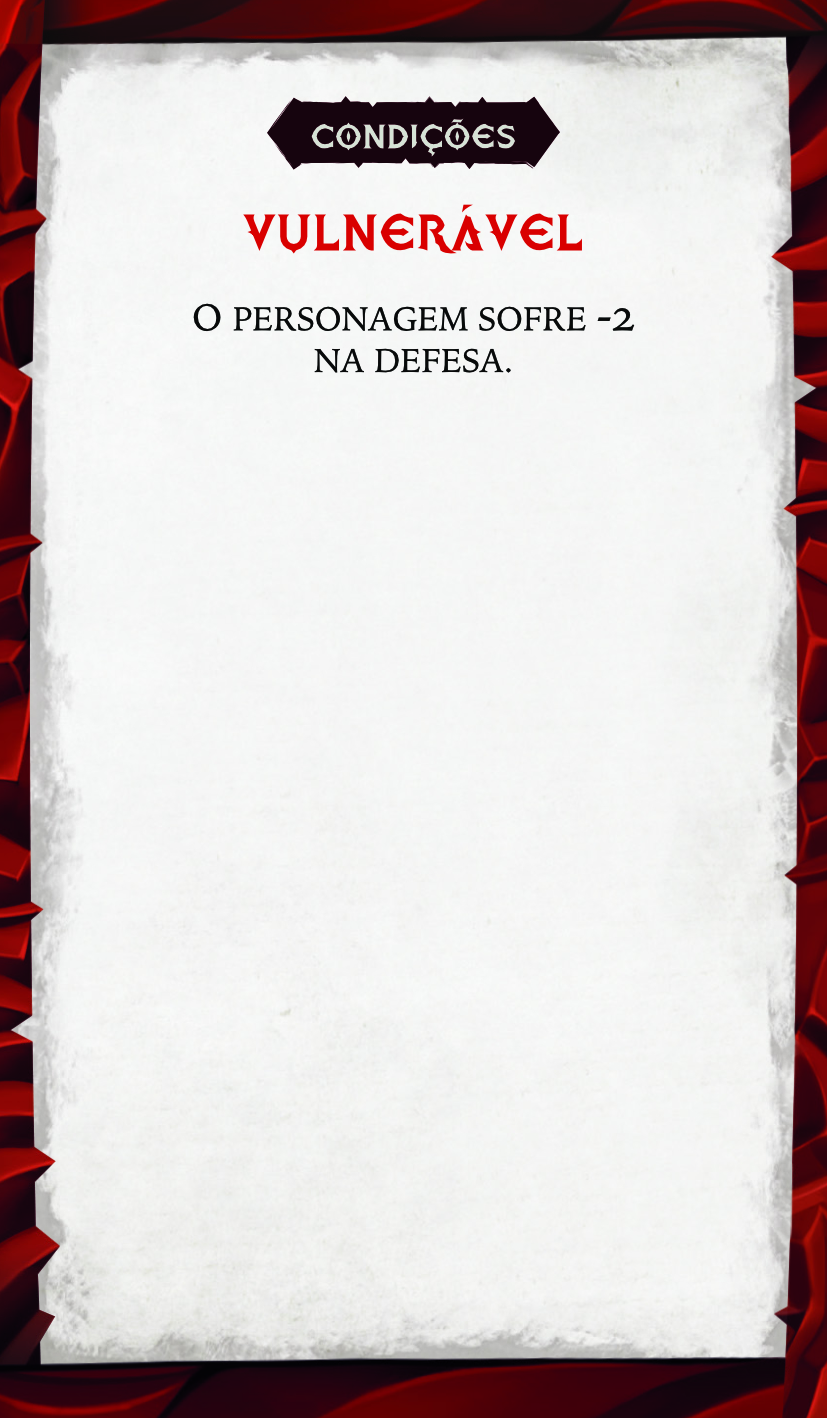 CONDIÇÕES
VULNERÁVEL
O PERSONAGEM SOFRE -2
NA DEFESA.